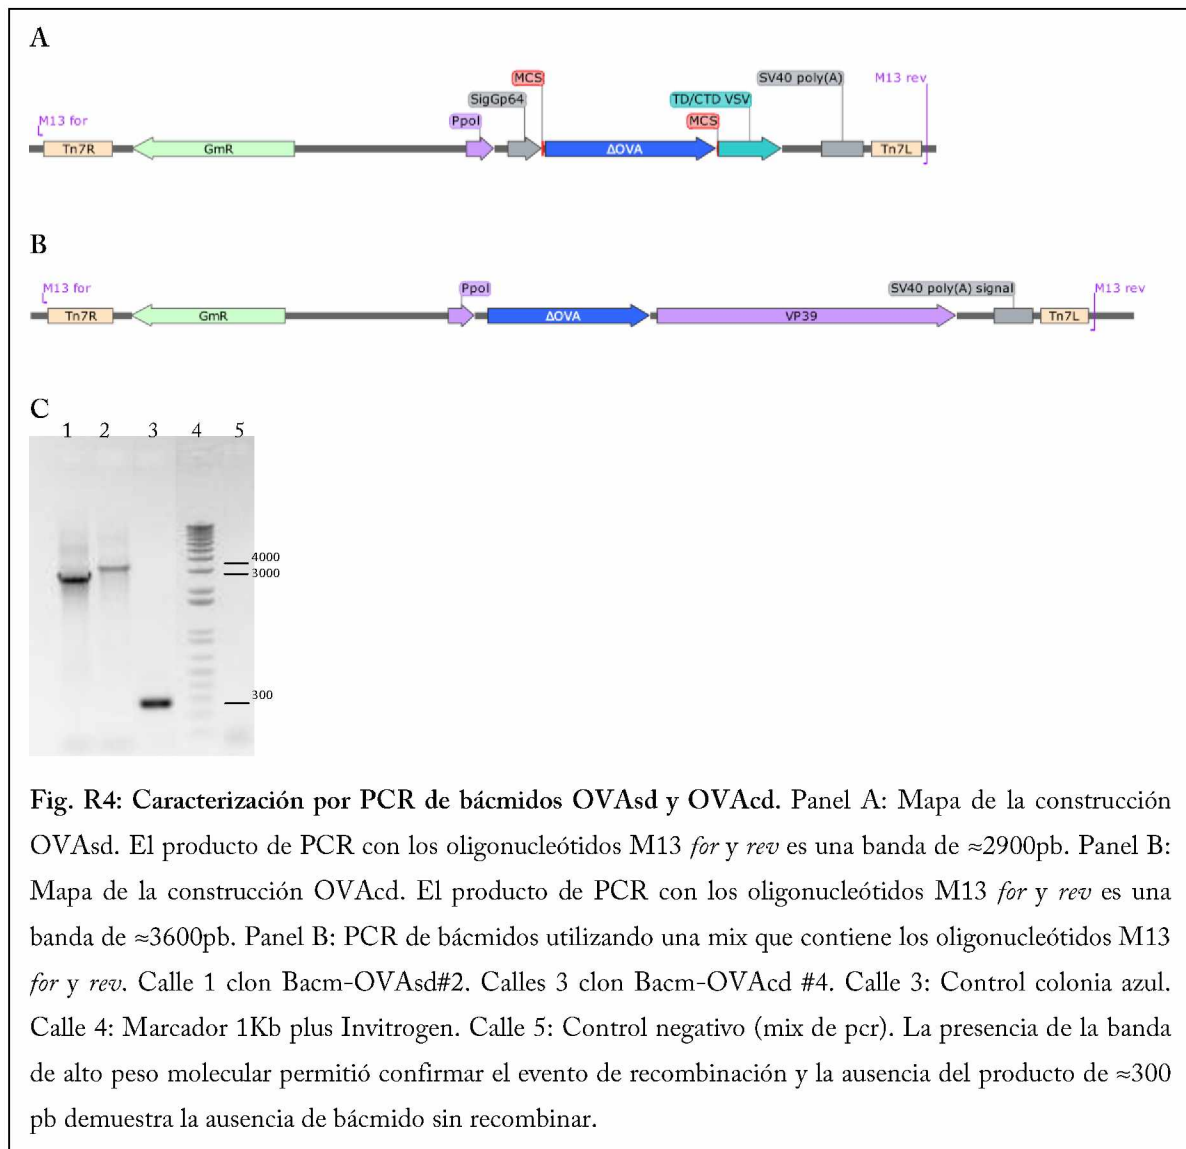 A
M13 for
Tn7R
GmR
PpoI
SigGp64
MCS
ΔOVA
MCS
TD/CTD VSV
SV40 poly(A)
Tn7L
M13 rev
B
M13 for
Tn7R
GmR
PpoI
ΔOVA
VP39
SV40 poly(A) signal
Tn7L
M13 rev
C
1 2 3 4 5
4000
3000
300
Fig. R4: Caracterización por PCR de bácmidos OVAsd y OVAcd. Panel A: Mapa de la construcción
OVAsd. El producto de PCR con los oligonucleótidos M13 for y rev es una banda de ≈2900pb. Panel B:
Mapa de la construcción OVAcd. El producto de PCR con los oligonucleótidos M13 for y rev es una
banda de ≈3600pb. Panel B: PCR de bácmidos utilizando una mix que contiene los oligonucleótidos M13
for y rev. Calle 1 clon Bacm-OVAsd#2. Calles 3 clon Bacm-OVAcd #4. Calle 3: Control colonia azul.
Calle 4: Marcador 1Kb plus Invitrogen. Calle 5: Control negativo (mix de pcr). La presencia de la banda
de alto peso molecular permitió confirmar el evento de recombinación y la ausencia del producto de ≈300
pb demuestra la ausencia de bácmido sin recombinar.